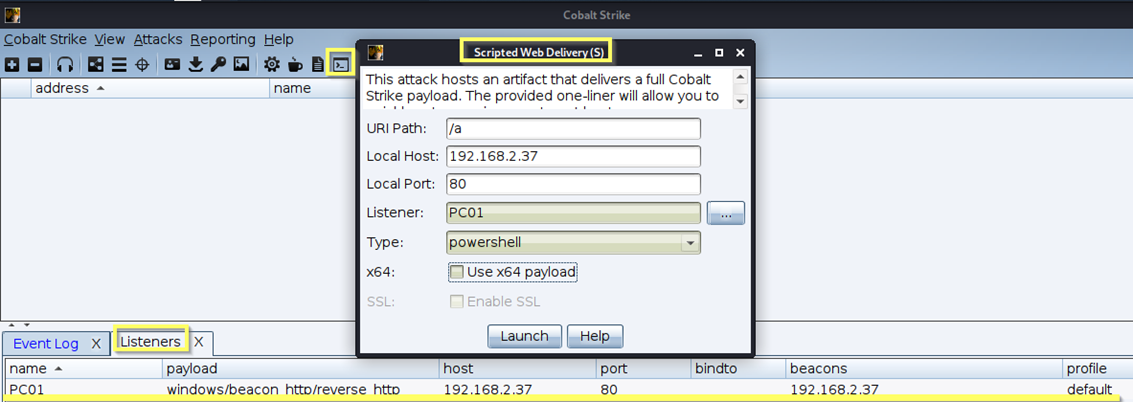 Cobalt Strike
Cobalt Strike View Attacks Reporting Help
address name
Scripted Web Delivery (S)
This attack hosts an artifact that delivers a full Cobalt
Strike payload. The provided one-liner will allow you to
URI Path: /a
Local Host: 192.168.2.37
Local Port: 80
Listener: PC01 ...
Type: powershell
x64: Use x64 payload
SSL: Enable SSL
Launch Help
Event Log X Listeners X
name payload host port bindto beacons profile
PC01 windows/beacon_http/reverse_http 192.168.2.37 80 192.168.2.37 default